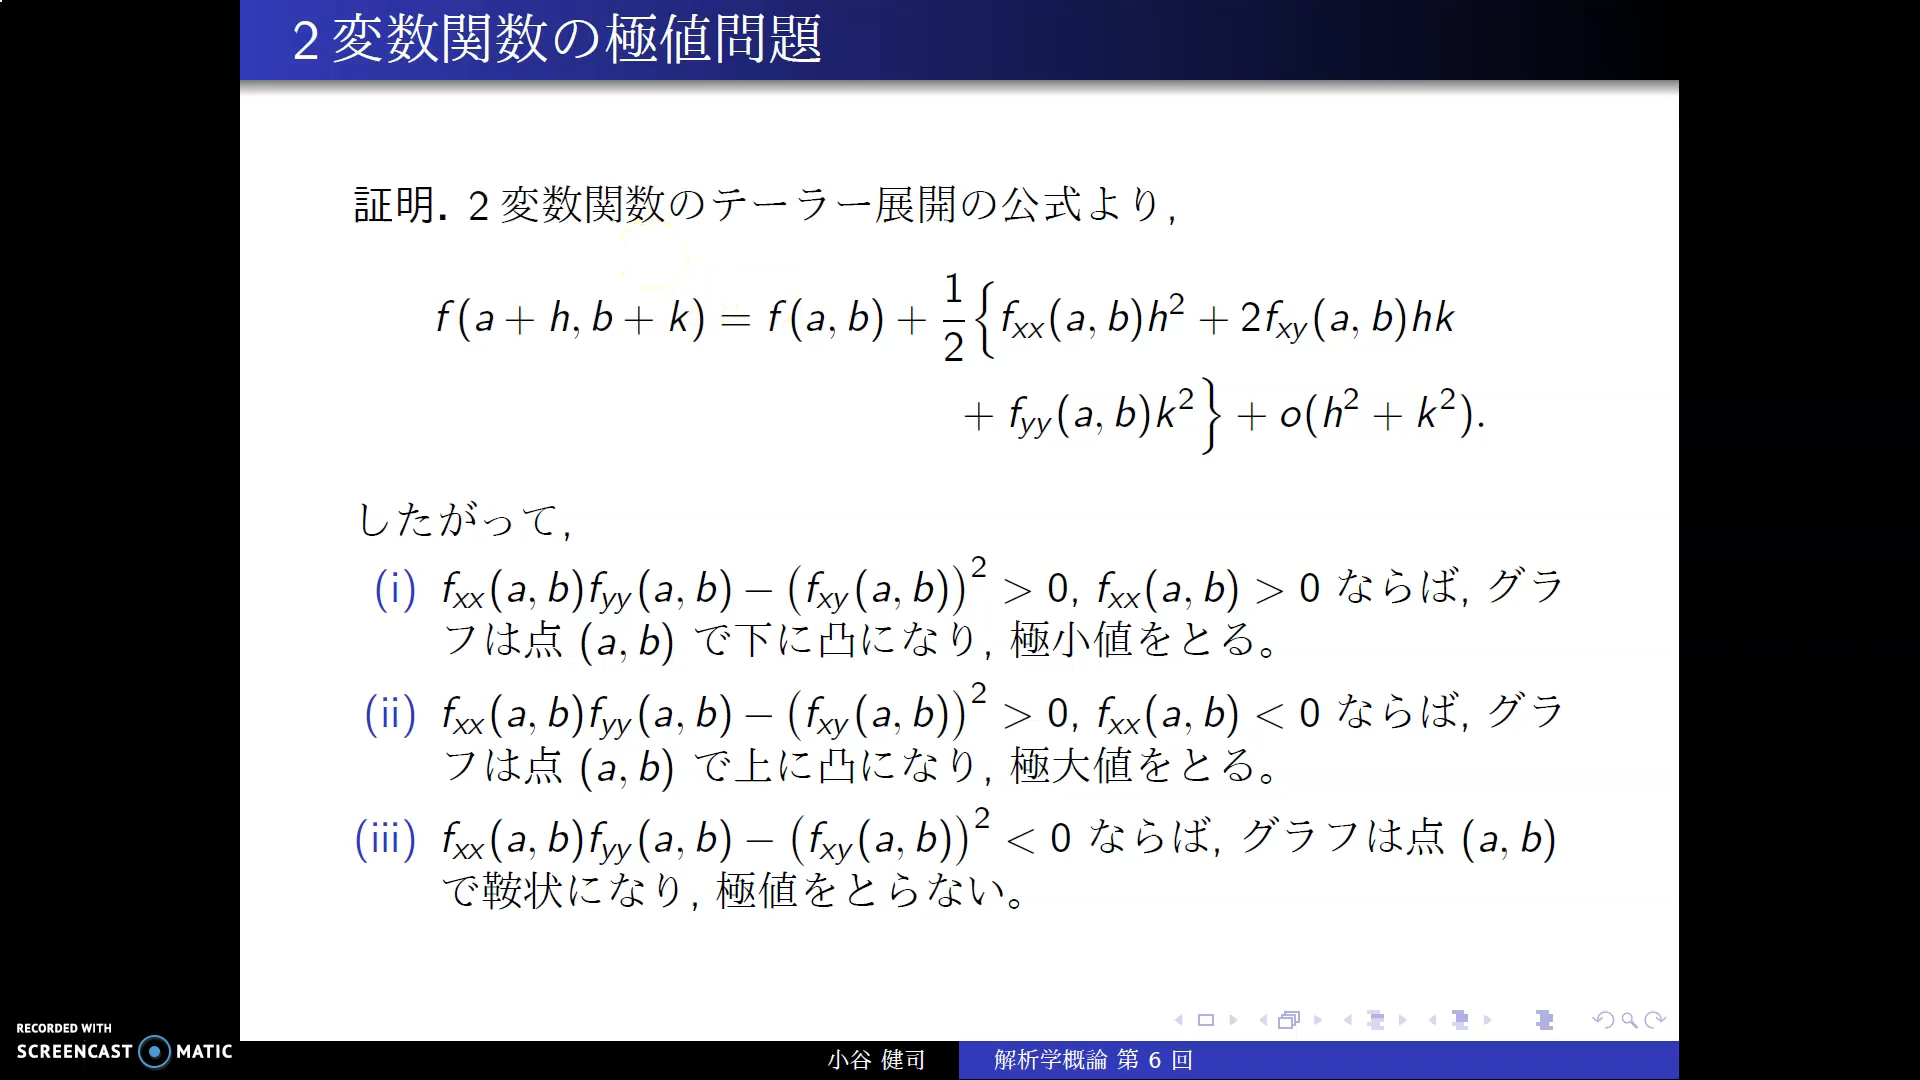 2変数関数の極値問題
証明. 2変数関数のテーラー展開の公式より,
f(a + h, b + k) = f(a, b) + 1/2 { f_xx(a, b)h² + 2f_xy(a, b)hk
+ f_yy(a, b)k² } + o(h² + k²).
したがって,
(i) f_xx(a, b)f_yy(a, b) − (f_xy(a, b))² > 0, f_xx(a, b) > 0 ならば, グラ
フは点 (a, b) で下に凸になり, 極小値をとる。
(ii) f_xx(a, b)f_yy(a, b) − (f_xy(a, b))² > 0, f_xx(a, b) < 0 ならば, グラ
フは点 (a, b) で上に凸になり, 極大値をとる。
(iii) f_xx(a, b)f_yy(a, b) − (f_xy(a, b))² < 0 ならば, グラフは点 (a, b)
で鞍状になり, 極値をとらない。
RECORDED WITH
SCREENCAST MATIC
小谷 健司 解析学概論 第 6 回